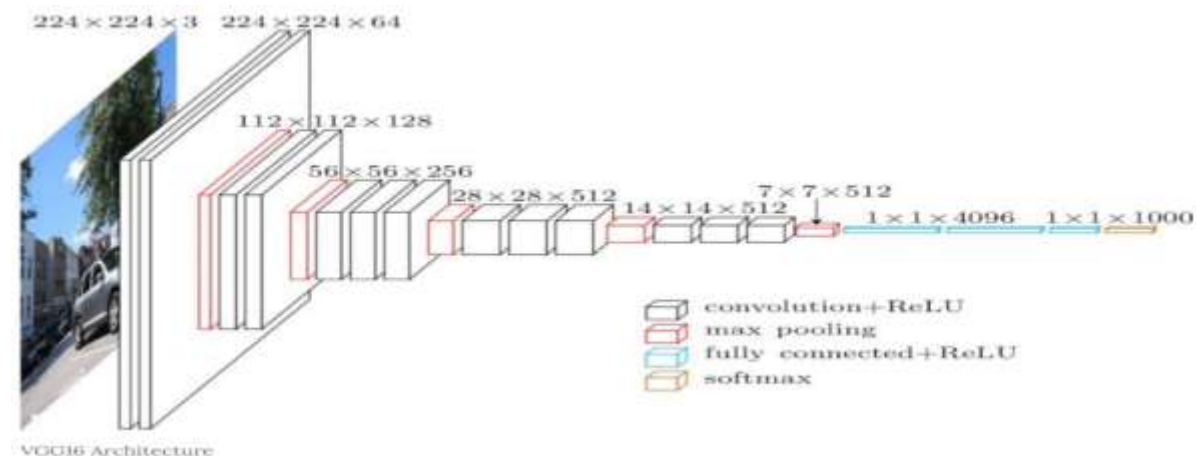 224 × 224 × 3
224 × 224 × 64
112 × 112 × 128
56 × 56 × 256
28 × 28 × 512
14 × 14 × 512
7 × 7 × 512
1 × 1 × 4096
1 × 1 × 1000
convolution+ReLU
max pooling
fully connected+ReLU
softmax
VGG16 Architecture